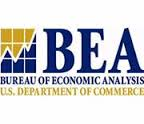 BEA
BUREAU OF ECONOMIC ANALYSIS
U.S. DEPARTMENT OF COMMERCE